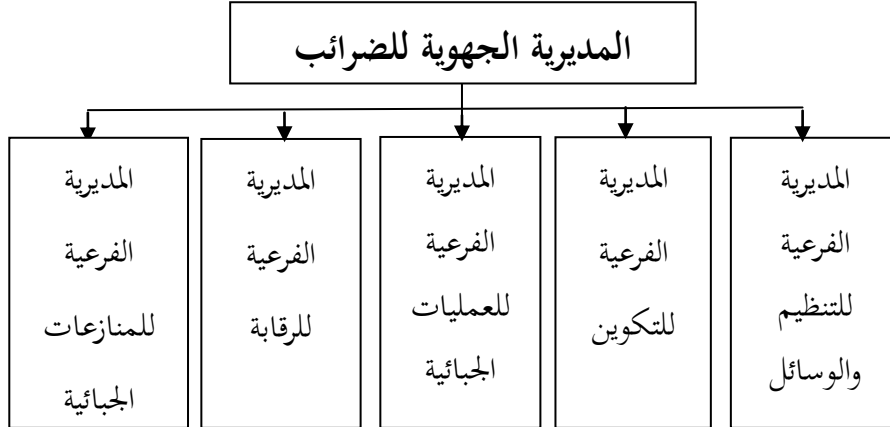 المديرية الجهوية للضرائب
المديرية
الفرعية
للتنظيم
والوسائل
المديرية
الفرعية
للتكوين
المديرية
الفرعية
للعمليات
الجبائية
المديرية
الفرعية
للرقابة
المديرية
الفرعية
للمنازعات
الجبائية